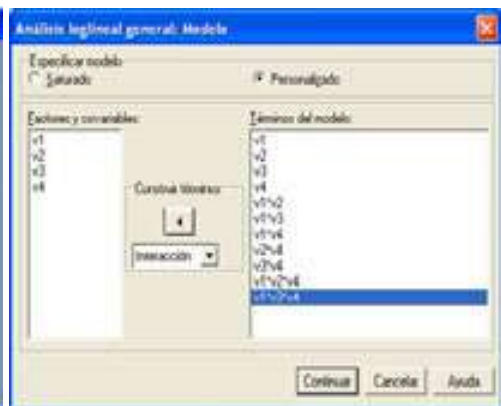 Análisis loglineal general: Modelo
Especificar modelo
Saturado
Personalizado
Factores y covariables:
v1
v2
v3
v4
Construir términos
Interacción
Términos del modelo:
v1
v2
v3
v4
v1*v2
v1*v3
v1*v4
v2*v4
v3*v4
v1*v2*v4
v1*v3*v4
Continuar
Cancelar
Ayuda